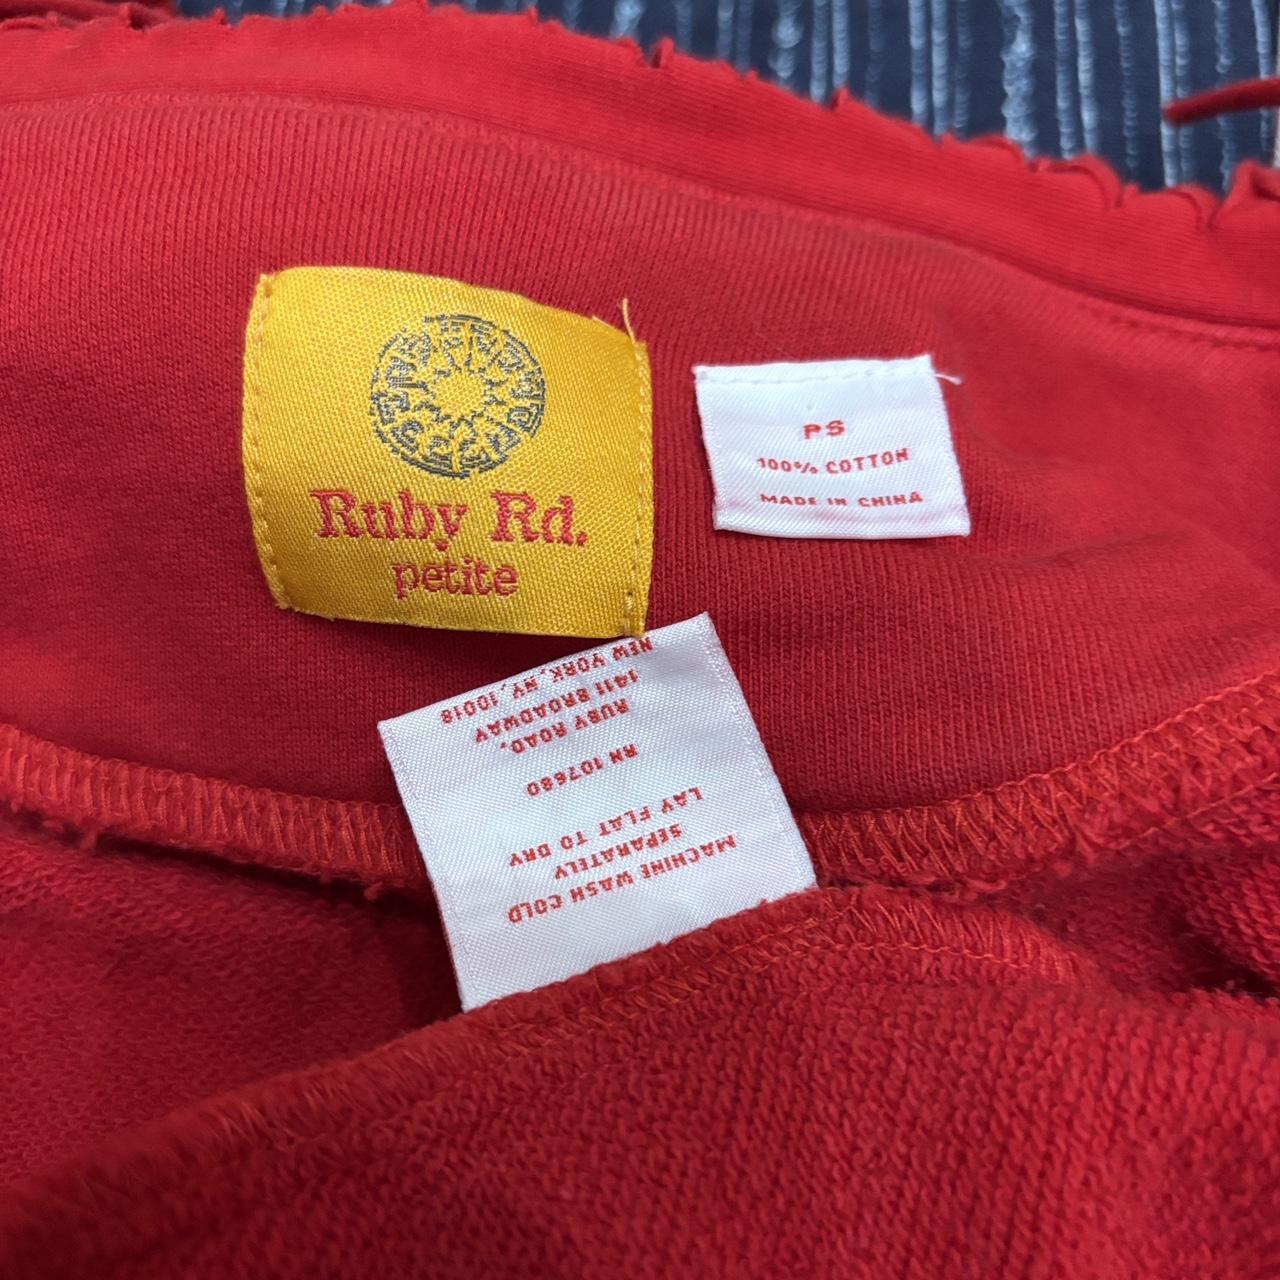 Ruby Rd.
petite
PS
100% COTTON
MADE IN CHINA
MACHINE WASH COLD
SEPARATELY
LAY FLAT TO DRY
RN 107680
RUBY ROAD,
1411 BROADWAY
NEW YORK, NY, 10018